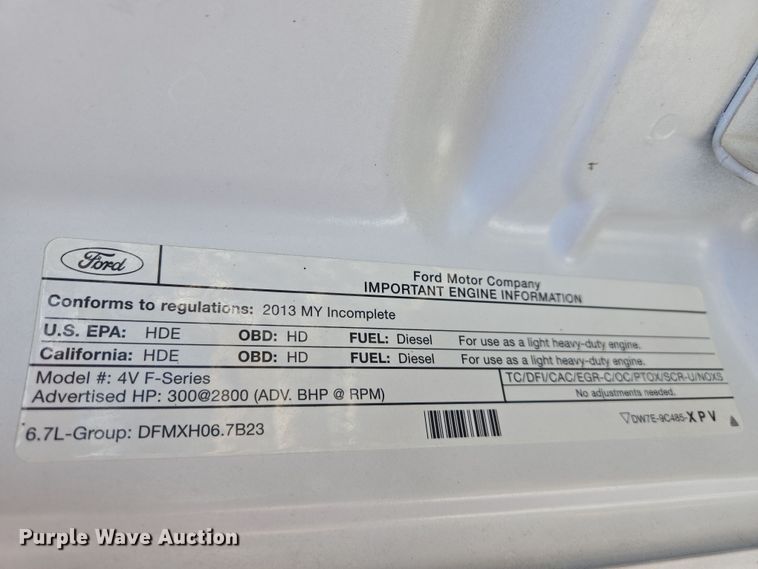 Ford
Ford Motor Company
IMPORTANT ENGINE INFORMATION
Conforms to regulations: 2013 MY Incomplete
U.S. EPA: HDE OBD: HD FUEL: Diesel For use as a light heavy-duty engine.
California: HDE OBD: HD FUEL: Diesel For use as a light heavy-duty engine.
Model #: 4V F-Series
TC/DFI/CAC/EGR-C/OC/PTOX/SCR-U/NOXS
Advertised HP: 300@2800 (ADV. BHP @ RPM)
No adjustments needed.
6.7L-Group: DFMXH06.7B23
DW7E-9C485-XPV
Purple Wave Auction